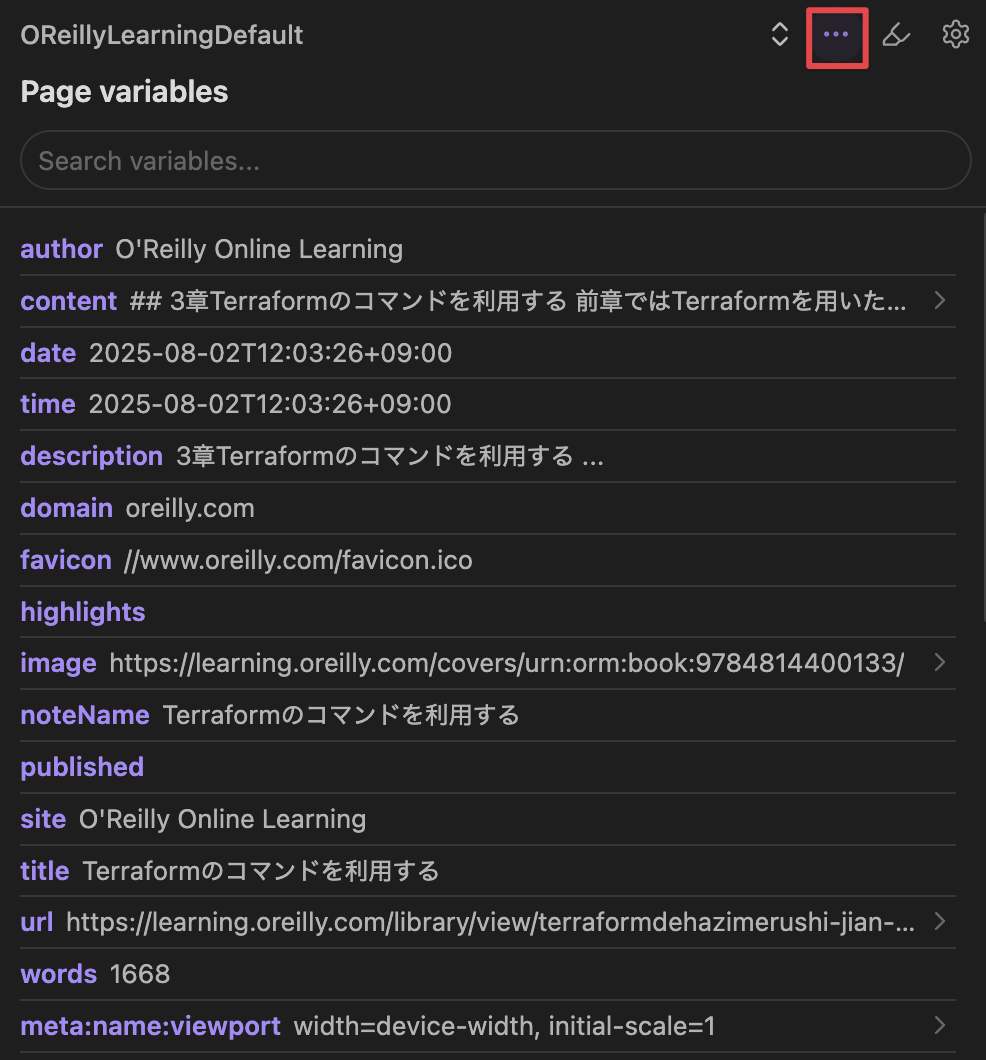 OReillyLearningDefault
Page variables
Search variables...
author O'Reilly Online Learning
content ## 3章Terraformのコマンドを利用する 前章ではTerraformを用いた...
date 2025-08-02T12:03:26+09:00
time 2025-08-02T12:03:26+09:00
description 3章Terraformのコマンドを利用する ...
domain oreilly.com
favicon //www.oreilly.com/favicon.ico
highlights
image https://learning.oreilly.com/covers/urn:orm:book:9784814400133/
noteName Terraformのコマンドを利用する
published
site O'Reilly Online Learning
title Terraformのコマンドを利用する
url https://learning.oreilly.com/library/view/terraformdehazimerushi-jian-...
words 1668
meta:name:viewport width=device-width, initial-scale=1